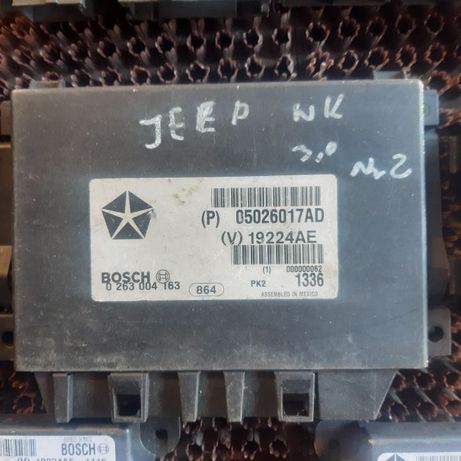 JEEP WK
3,0 №2
(P) 05026017AD
(V) 19224AE
(1) 000000062
BOSCH
0 263 004 163
864
PK2 1336
ASSEMBLED IN MEXICO
BOSCH